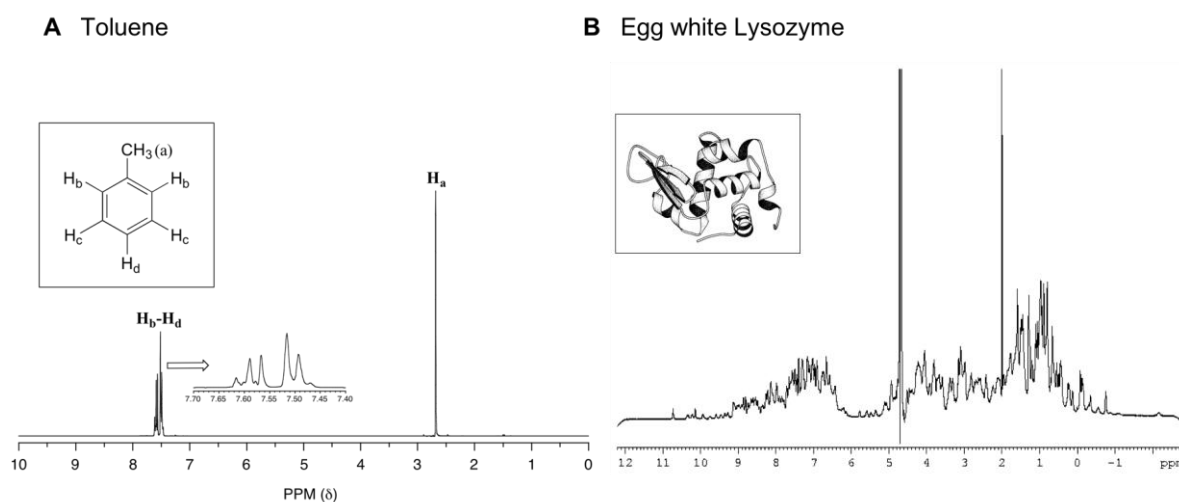 A Toluene
CH3(a)
Hb Hb
Hc Hc
Hd
Ha
Hb-Hd
7.70 7.65 7.60 7.55 7.50 7.45 7.40
10 9 8 7 6 5 4 3 2 1 0
PPM (δ)
B Egg white Lysozyme
12 11 10 9 8 7 6 5 4 3 2 1 0 -1 ppm